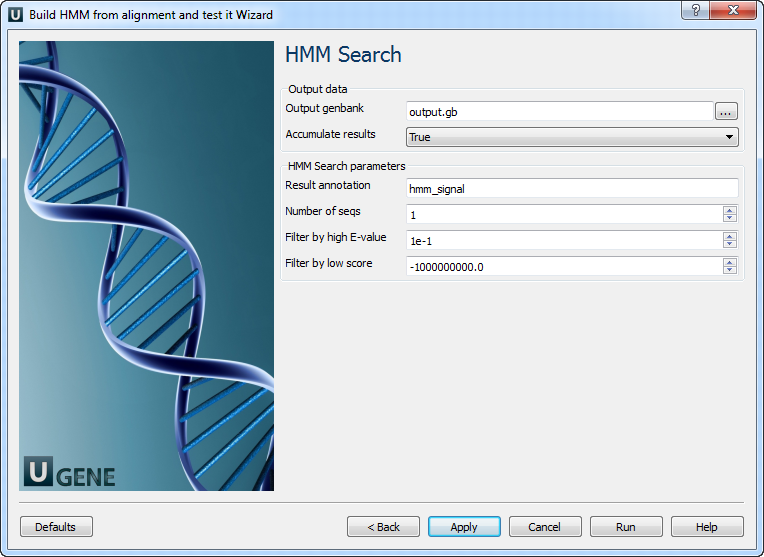 U Build HMM from alignment and test it Wizard
?
HMM Search
Output data
Output genbank output.gb ...
Accumulate results True
HMM Search parameters
Result annotation hmm_signal
Number of seqs 1
Filter by high E-value 1e-1
Filter by low score -1000000000.0
UGENE
Defaults < Back Apply Cancel Run Help